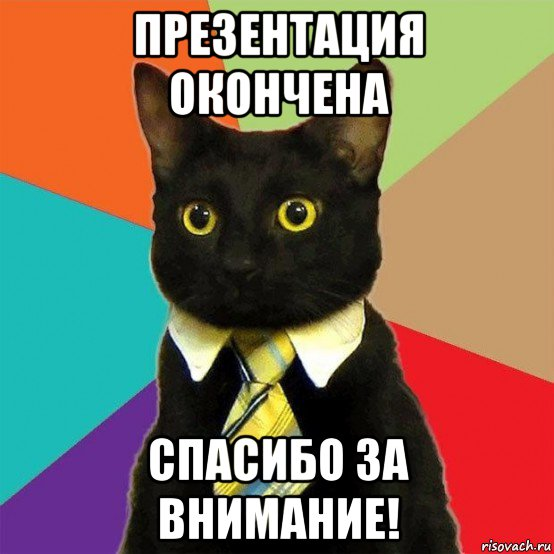 ПРЕЗЕНТАЦИЯ
ОКОНЧЕНА
СПАСИБО ЗА
ВНИМАНИЕ!
risovach.ru